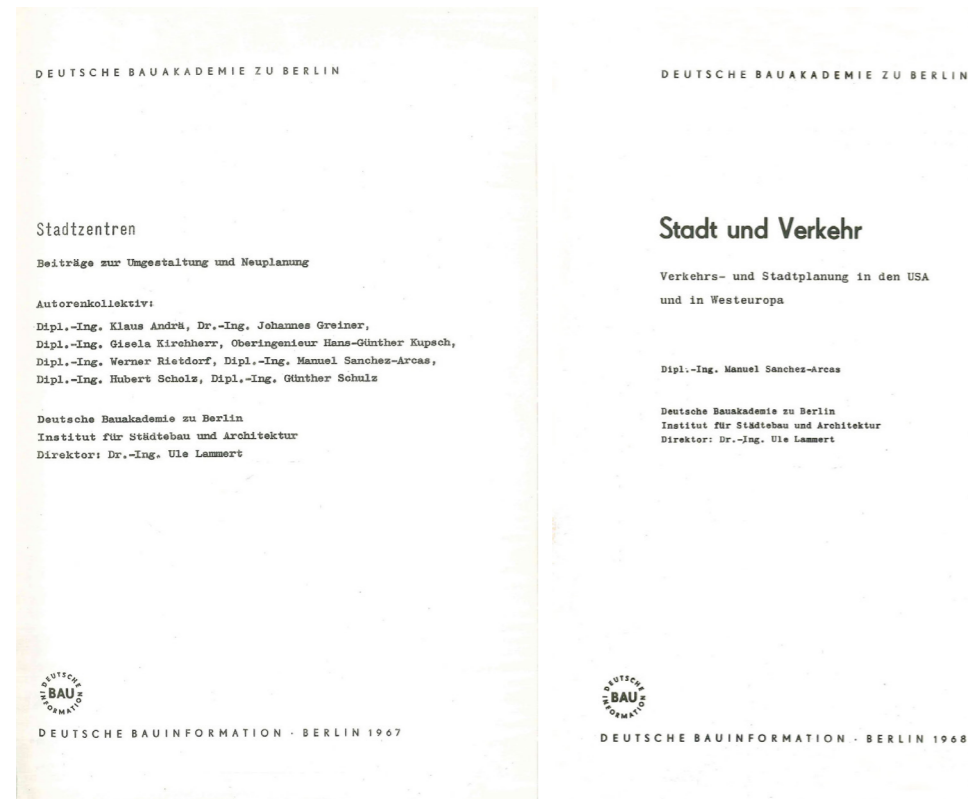 DEUTSCHE BAUAKADEMIE ZU BERLIN
Stadtzentren
Beiträge zur Umgestaltung und Neuplanung
Autorenkollektiv:
Dipl.-Ing. Klaus Andrä, Dr.-Ing. Johannes Greiner,
Dipl.-Ing. Gisela Kirchherr, Oberingenieur Hans-Günther Kupsch,
Dipl.-Ing. Werner Rietdorf, Dipl.-Ing. Manuel Sanchez-Arcas,
Dipl.-Ing. Hubert Scholz, Dipl.-Ing. Günther Schulz
Deutsche Bauakademie zu Berlin
Institut für Städtebau und Architektur
Direktor: Dr.-Ing. Ule Lammert
DEUTSCHE
BAU
INFORMATION
DEUTSCHE BAUINFORMATION · BERLIN 1967
DEUTSCHE BAUAKADEMIE ZU BERLIN
Stadt und Verkehr
Verkehrs- und Stadtplanung in den USA
und in Westeuropa
Dipl.-Ing. Manuel Sanchez-Arcas
Deutsche Bauakademie zu Berlin
Institut für Städtebau und Architektur
Direktor: Dr.-Ing. Ule Lammert
DEUTSCHE
BAU
INFORMATION
DEUTSCHE BAUINFORMATION · BERLIN 1968